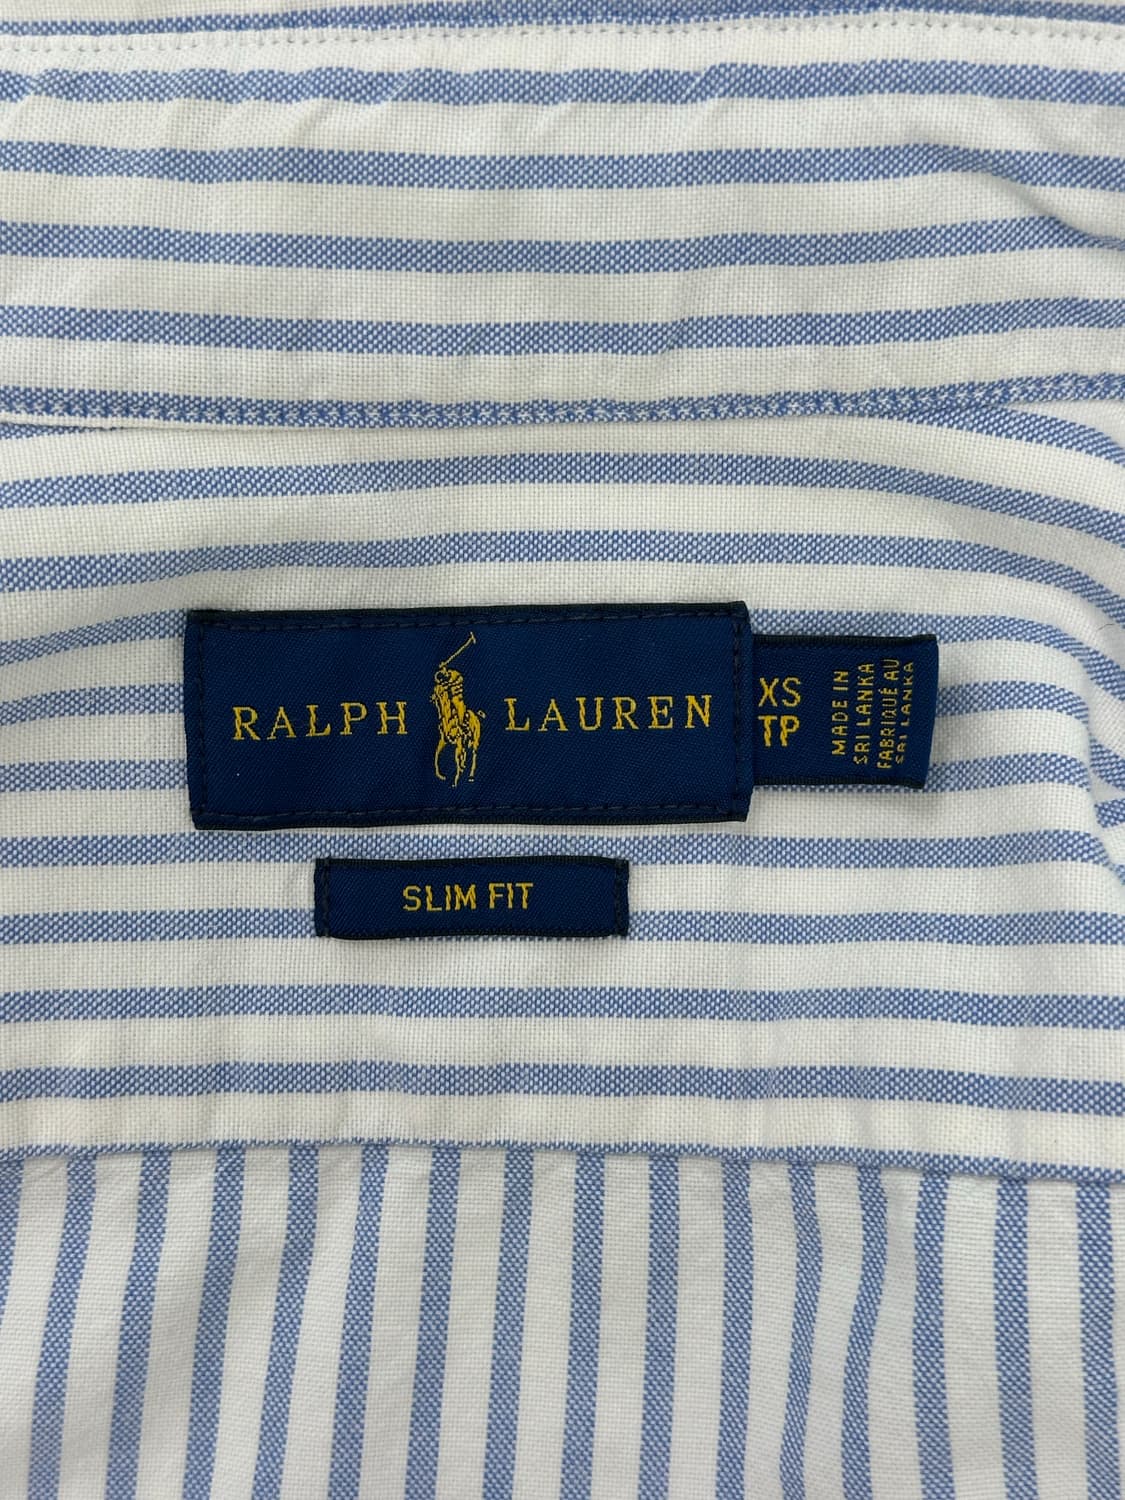 RALPH LAUREN
XS
TP
MADE IN
SRI LANKA
FABRIQUÉ AU
SRI LANKA
SLIM FIT